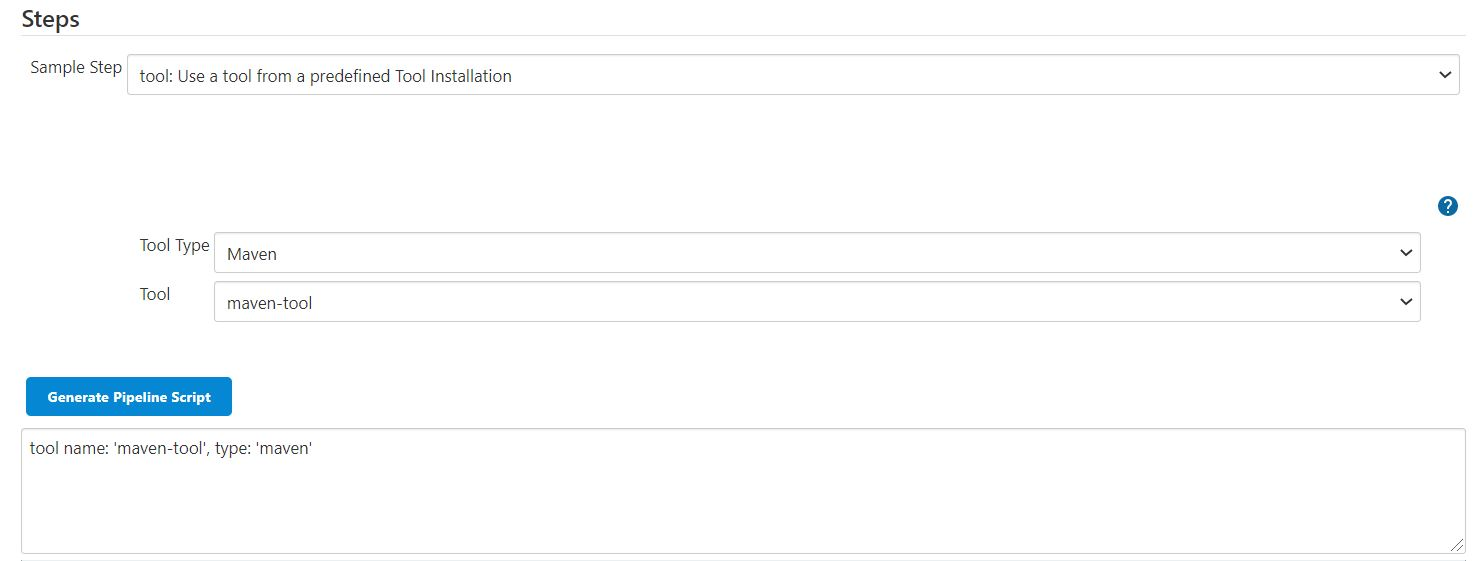 Steps
Sample Step
tool: Use a tool from a predefined Tool Installation
?
Tool Type
Maven
Tool
maven-tool
Generate Pipeline Script
tool name: 'maven-tool', type: 'maven'